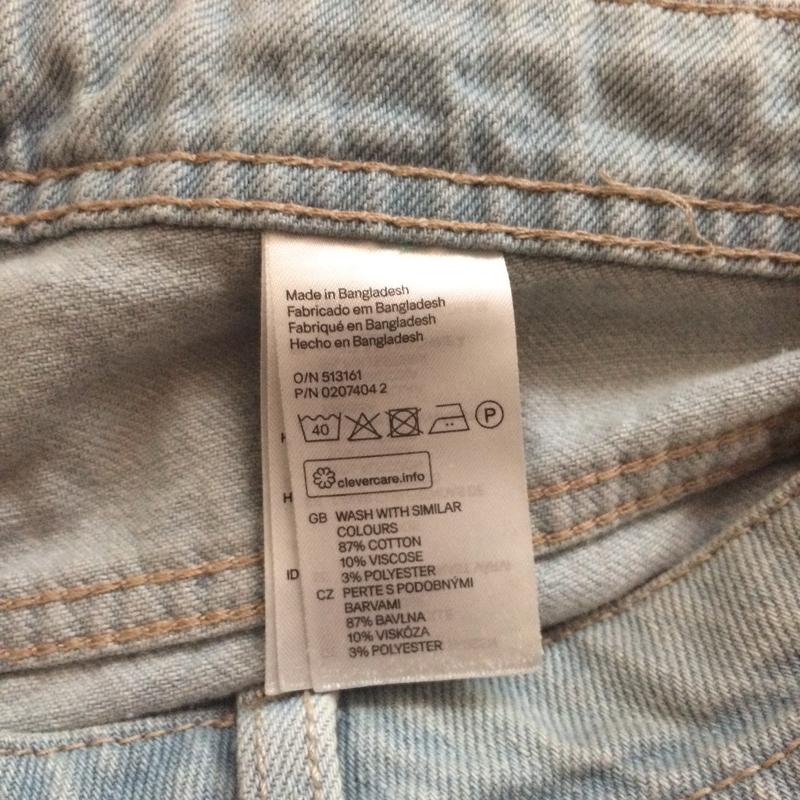 Made in Bangladesh
Fabricado em Bangladesh
Fabriqué en Bangladesh
Hecho en Bangladesh
O/N 513161
P/N 0207404 2
40 P
clevercare.info
GB WASH WITH SIMILAR
COLOURS
87% COTTON
10% VISCOSE
3% POLYESTER
CZ PERTE S PODOBNÝMI
BARVAMI
87% BAVLNA
10% VISKÓZA
3% POLYESTER
H
ID